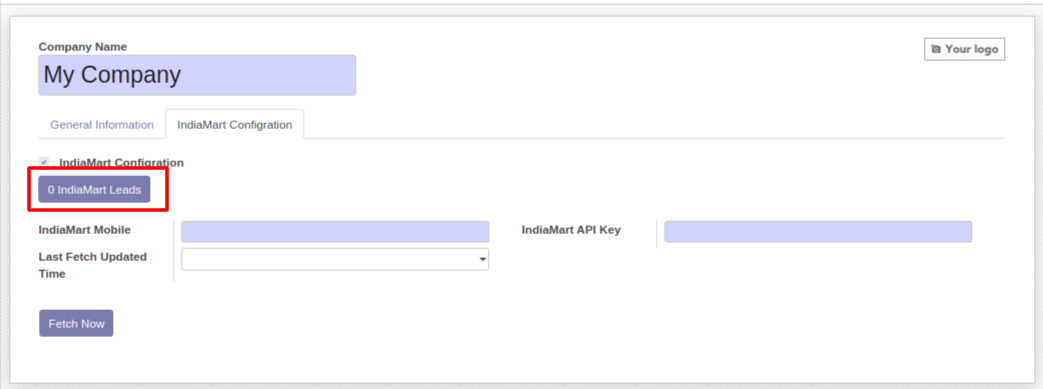 Company Name
Your logo
My Company
General Information IndiaMart Configration
IndiaMart Configration
0 IndiaMart Leads
IndiaMart Mobile IndiaMart API Key
Last Fetch Updated
Time
Fetch Now